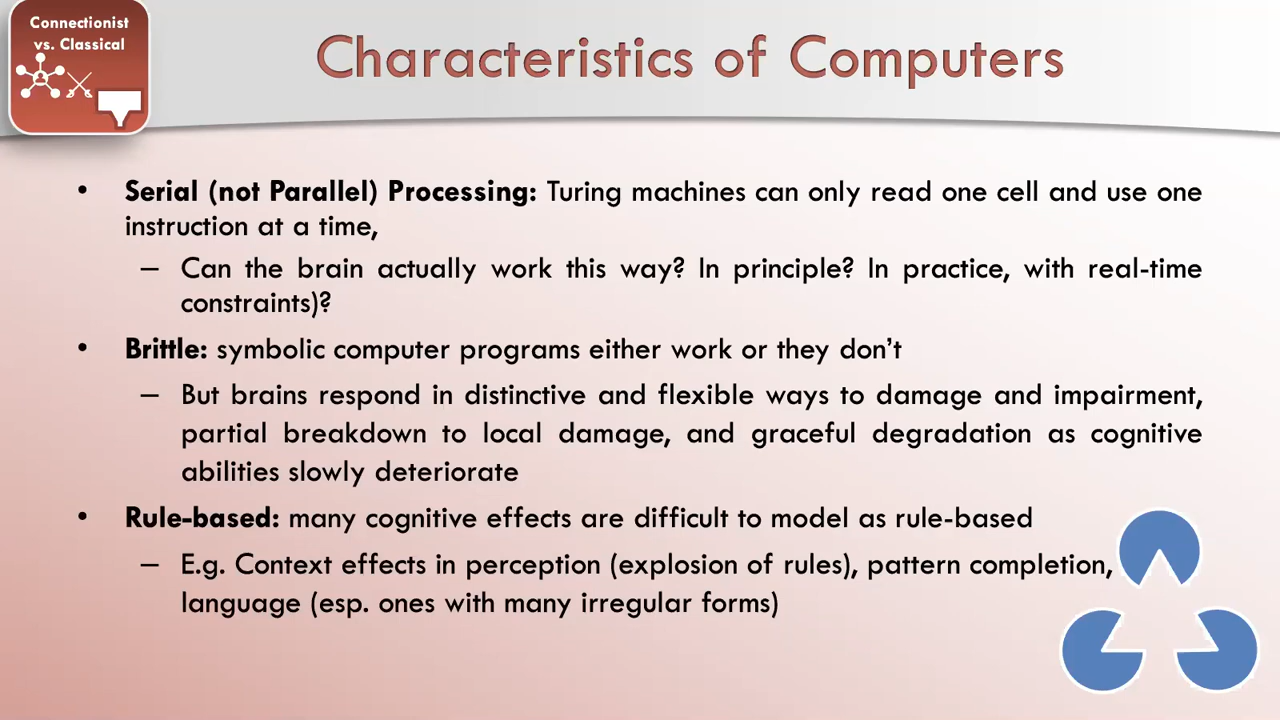 Connectionist
vs. Classical
Characteristics of Computers
• Serial (not Parallel) Processing: Turing machines can only read one cell and use one
instruction at a time,
– Can the brain actually work this way? In principle? In practice, with real-time
constraints)?
• Brittle: symbolic computer programs either work or they don’t
– But brains respond in distinctive and flexible ways to damage and impairment,
partial breakdown to local damage, and graceful degradation as cognitive
abilities slowly deteriorate
• Rule-based: many cognitive effects are difficult to model as rule-based
– E.g. Context effects in perception (explosion of rules), pattern completion,
language (esp. ones with many irregular forms)